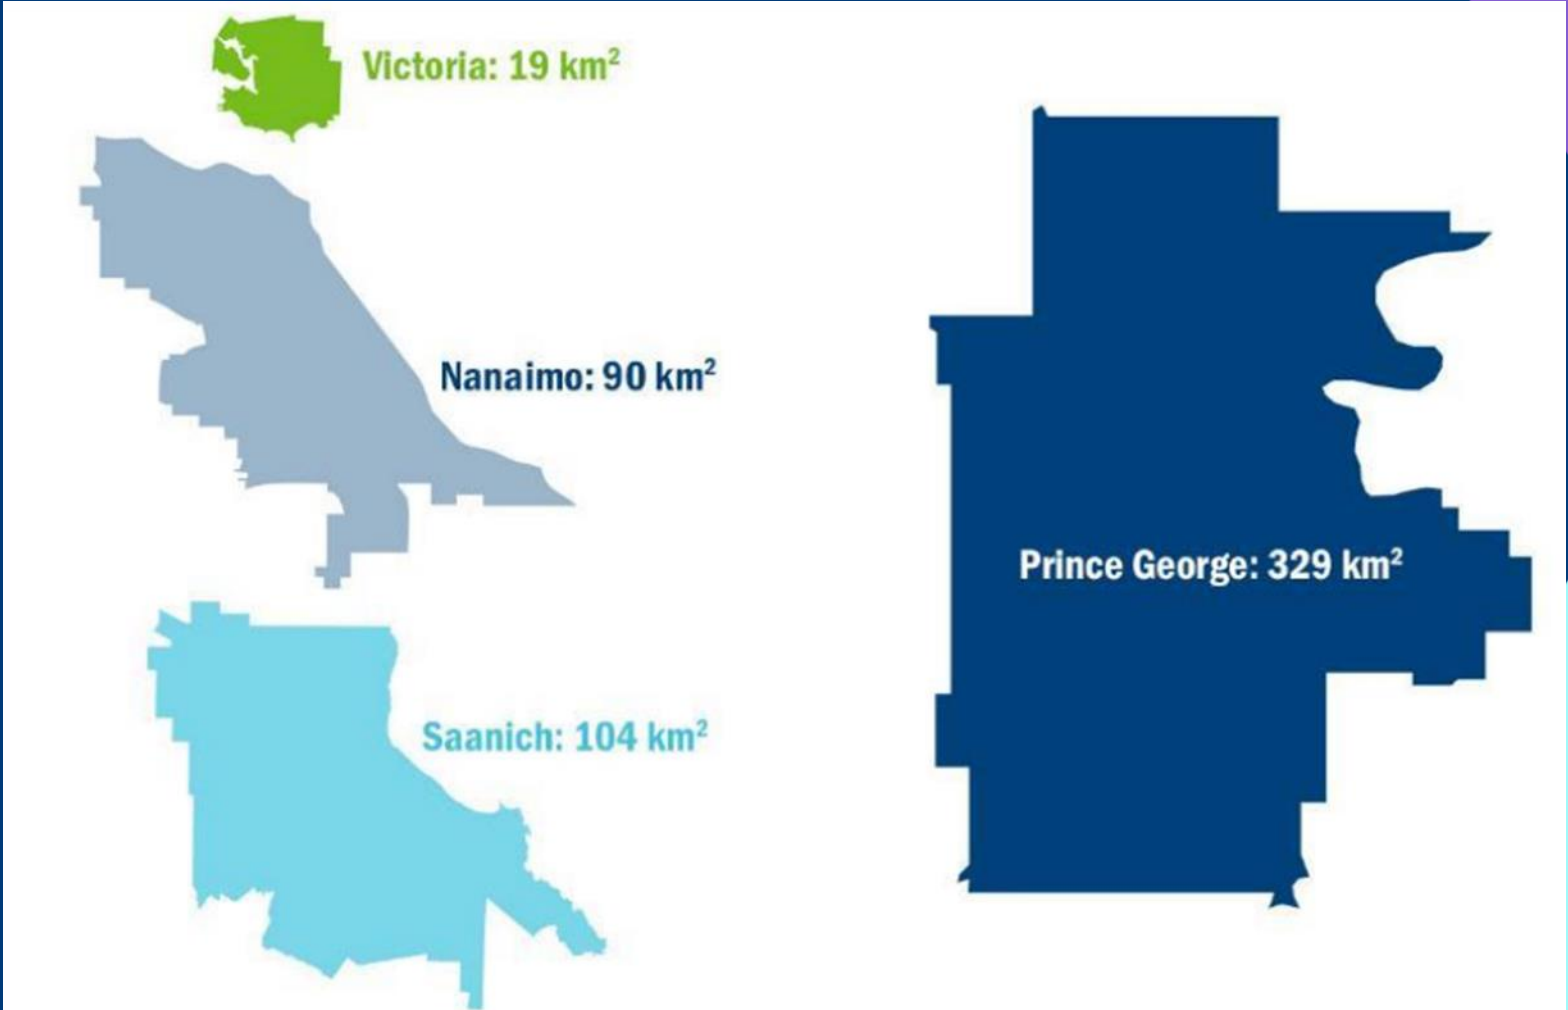 Victoria: 19 km²
Nanaimo: 90 km²
Prince George: 329 km²
Saanich: 104 km²